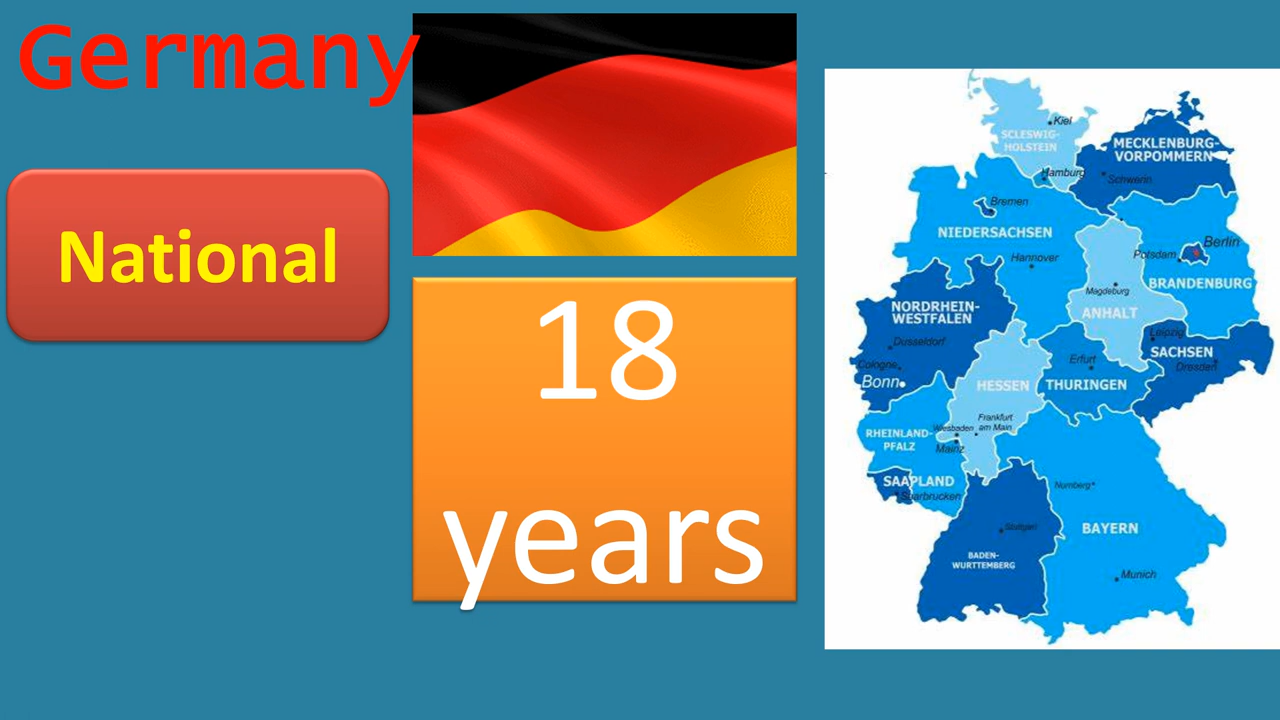 Germany
National
18
years
Kiel
SCLESWIG-
HOLSTEIN
MECKLENBURG-
VORPOMMERN
Hamburg
Schwerin
Bremen
NIEDERSACHSEN
Berlin
Potsdam
Hannover
BRANDENBURG
Magdeburg
ANHALT
NORDRHEIN-
WESTFALEN
Leipzig
Dusseldorf
SACHSEN
Erfurt
Cologne
Dresden
Bonn
HESSEN
THURINGEN
Frankfurt
am Main
Wiesbaden
RHEINLAND-
PFALZ
Mainz
SAAPLAND
Saarbrucken
Nornberg
Stuttgart
BAYERN
BADEN-
WURTTEMBERG
Munich